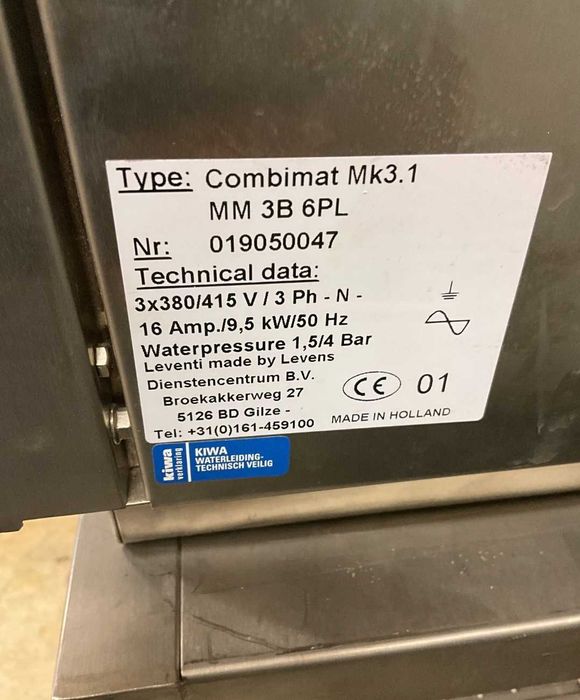 Type: Combimat Mk3.1
MM 3B 6PL
Nr: 019050047
Technical data:
3x380/415 V / 3 Ph - N -
16 Amp./9,5 kW/50 Hz
Waterpressure 1,5/4 Bar
Leventi made by Levens
Dienstencentrum B.V.
Broekakkerweg 27
5126 BD Gilze -
Tel: +31(0)161-459100
CE 01
MADE IN HOLLAND
kiwa
verklaring
KIWA
WATERLEIDING-
TECHNISCH VEILIG